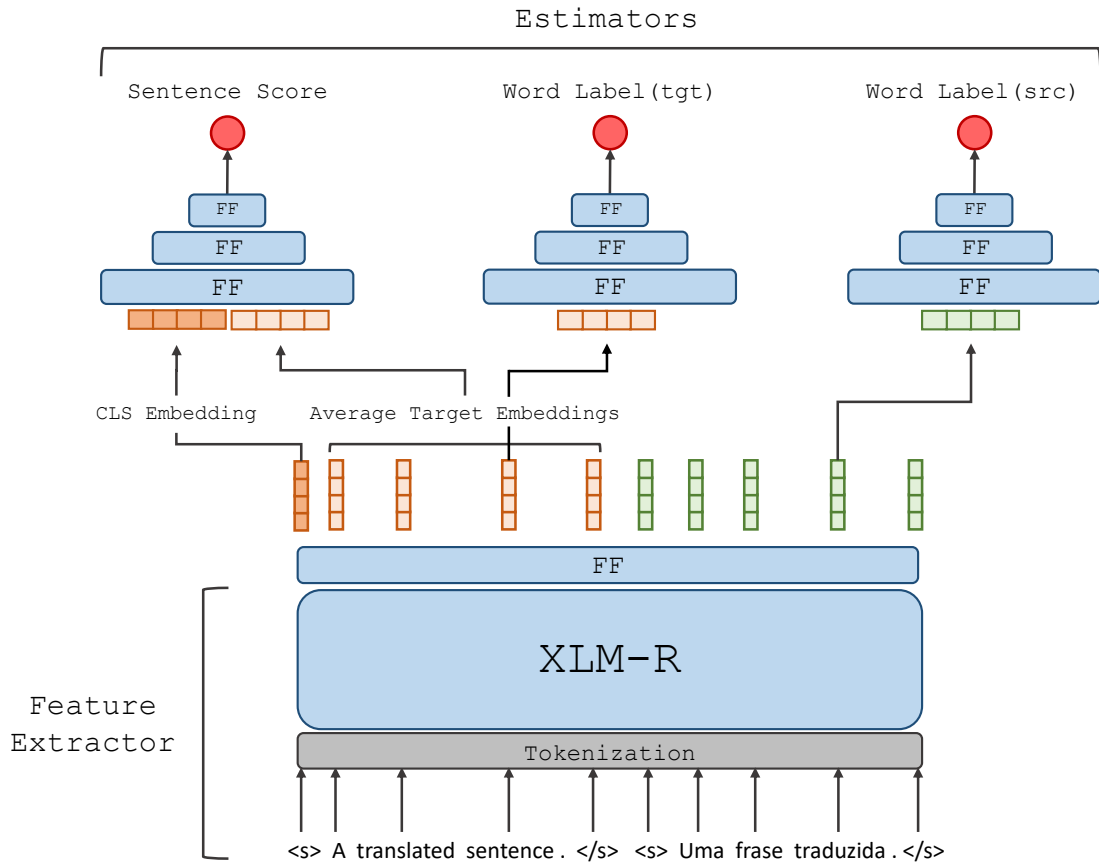 Estimators
Sentence Score
Word Label(tgt)
Word Label(src)
FF
FF
FF
FF
FF
FF
FF
FF
FF
CLS Embedding
Average Target Embeddings
FF
XLM-R
Feature
Extractor
Tokenization
<s> A translated sentence . </s> <s> Uma frase traduzida . </s>